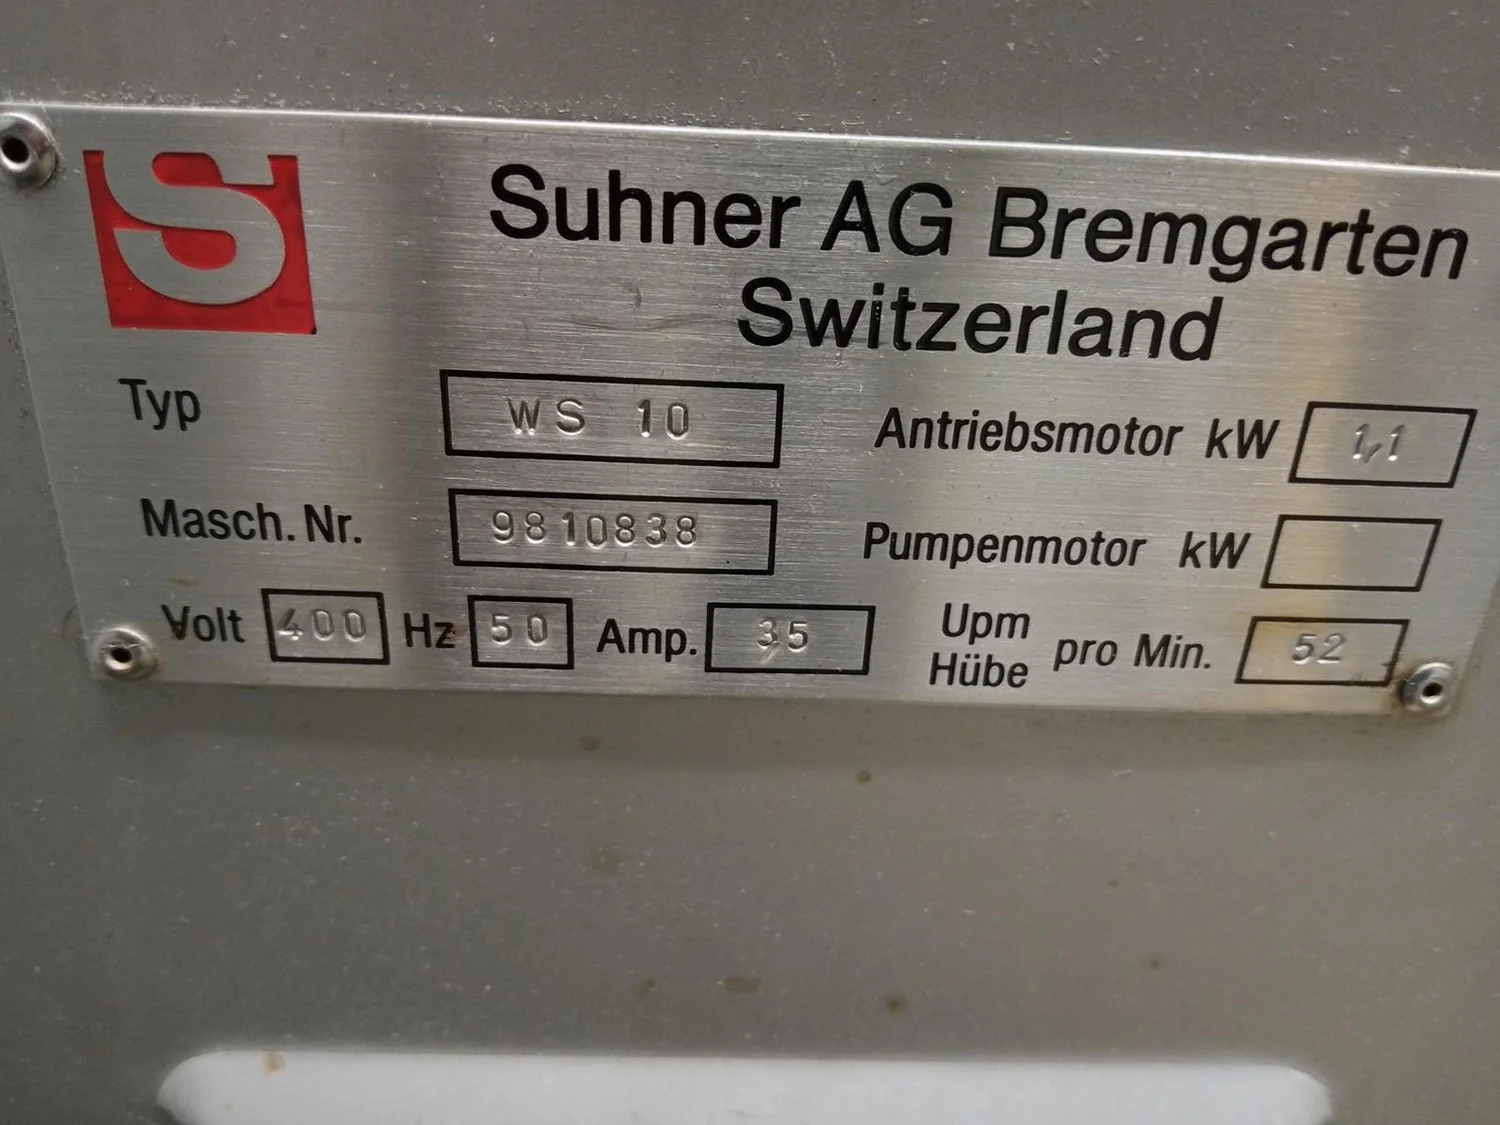 S
Suhner AG Bremgarten
Switzerland
Typ WS 10 Antriebsmotor kW 1,1
Masch. Nr. 9810838 Pumpenmotor kW
Volt 400 Hz 50 Amp. 3,5 Upm Hübe pro Min. 52